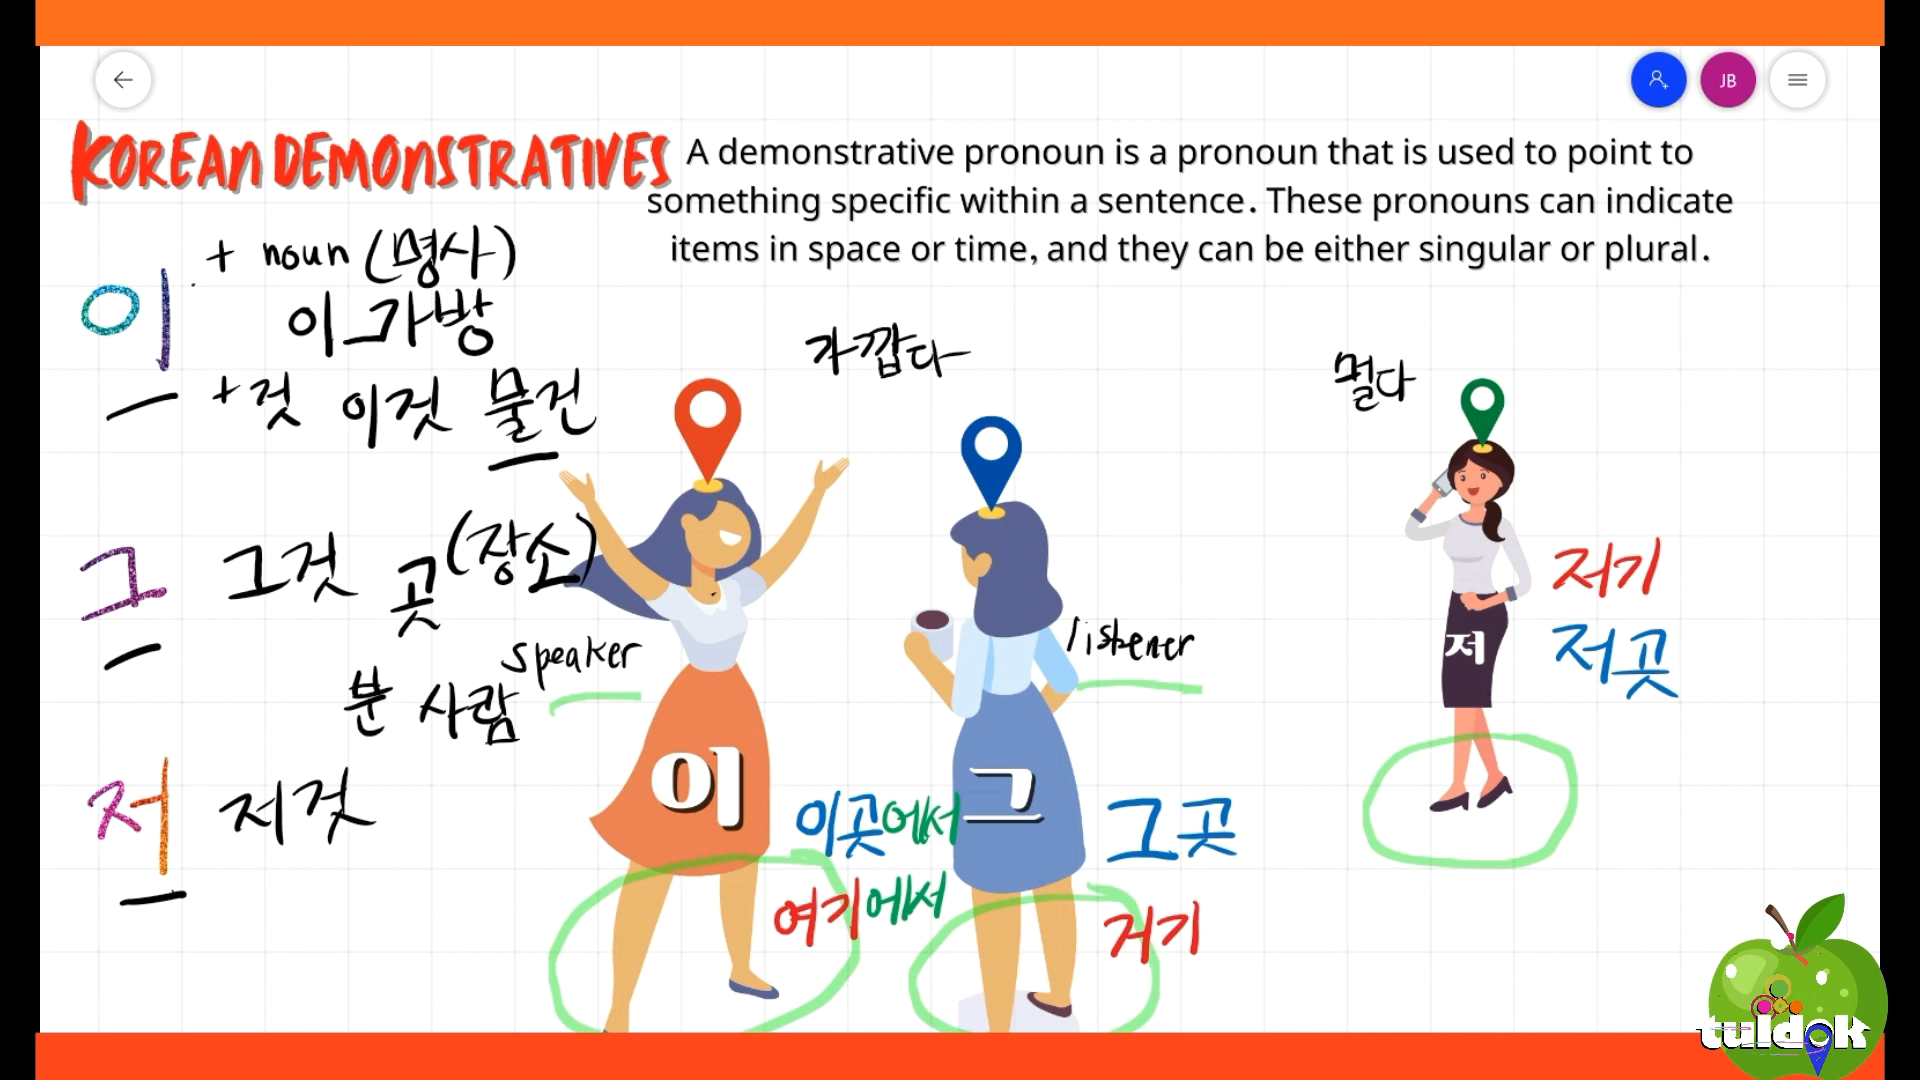 JB
KOREAN DEMONSTRATIVES
A demonstrative pronoun is a pronoun that is used to point to
something specific within a sentence. These pronouns can indicate
items in space or time, and they can be either singular or plural.
이 + noun (명사)
이 가방
+것 이것 물건
가깝다
멀다
그 그것 곳 (장소)
speaker
listener
분 사람
저 저것
이
그
저
저기
저곳
이곳에서
여기에서
그곳
거기
tuldok